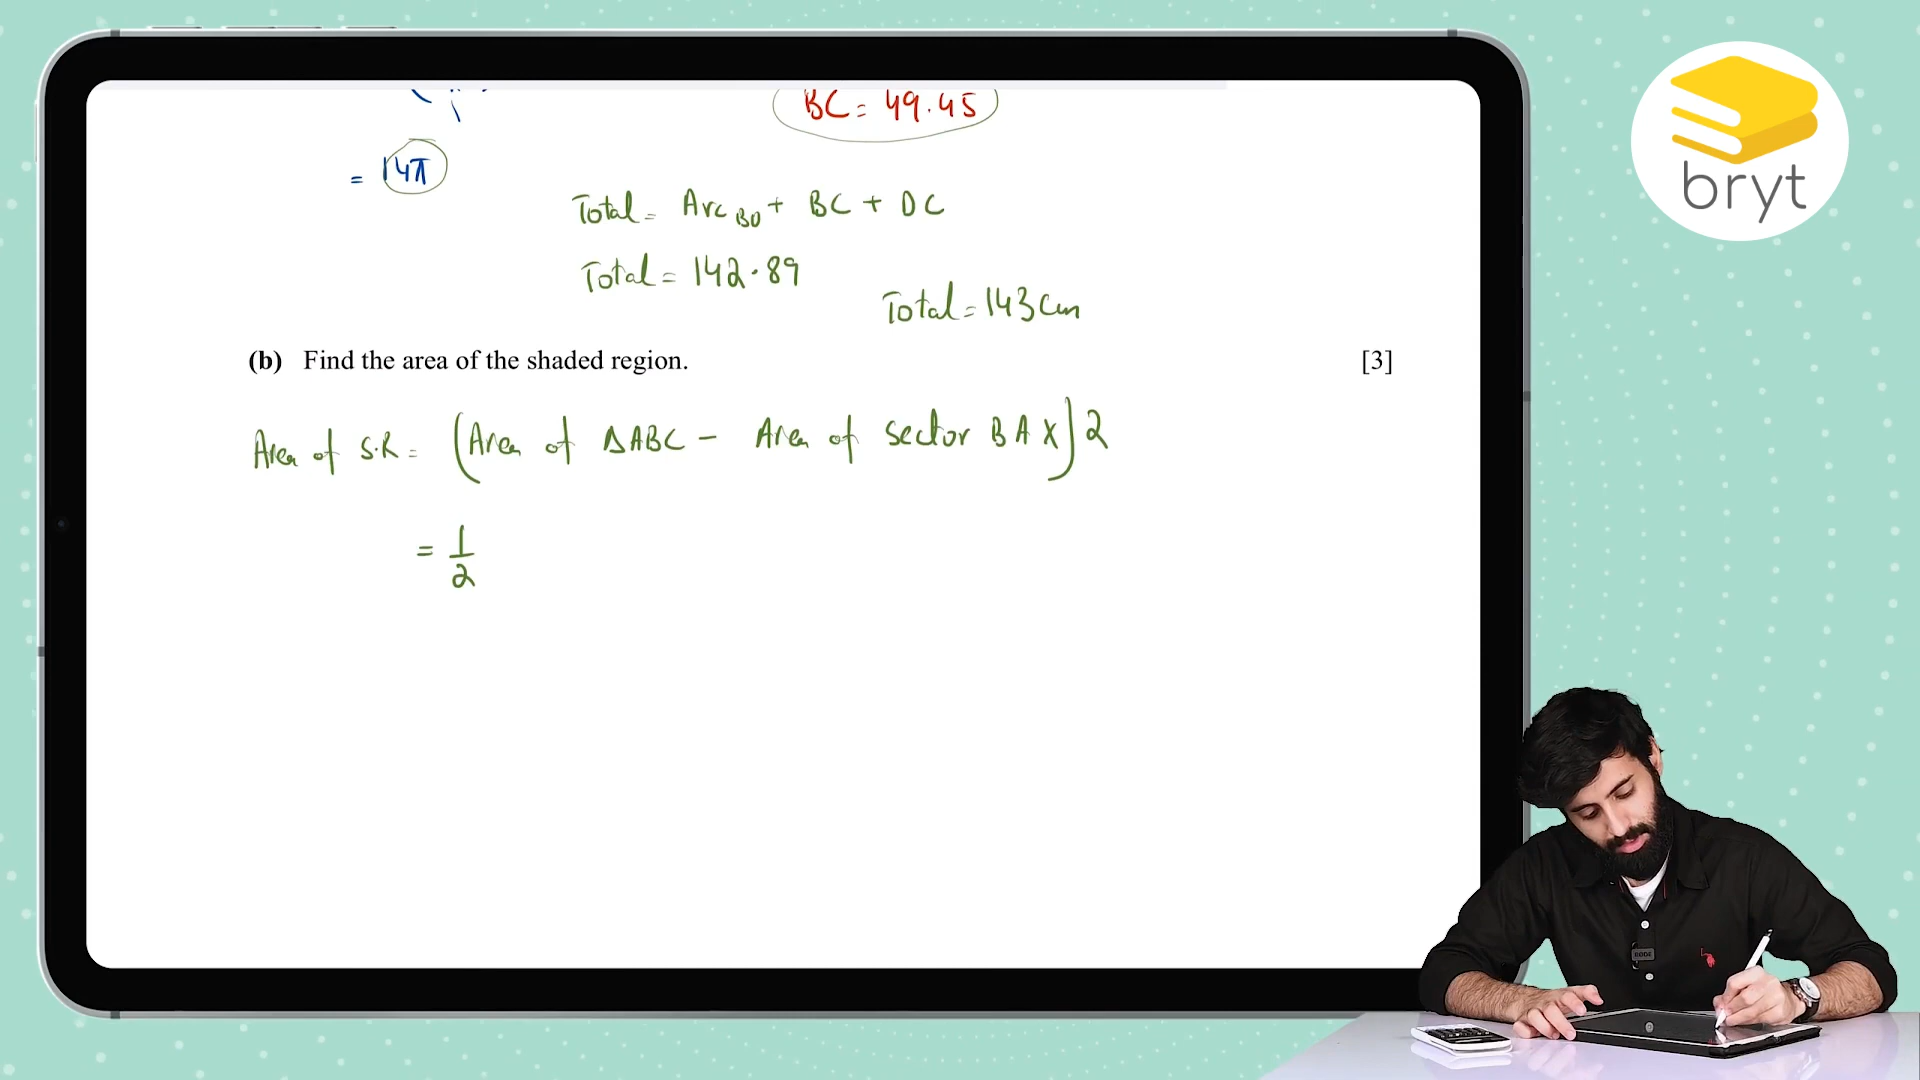 BC = 49.45
= 14π
Total = Arc BD + BC + DC
Total = 142.89
Total = 143cm
(b) Find the area of the shaded region. [3]
Area of S.R = (Area of ΔABC - Area of sector BAX)2
= 1/2
bryt
RODE